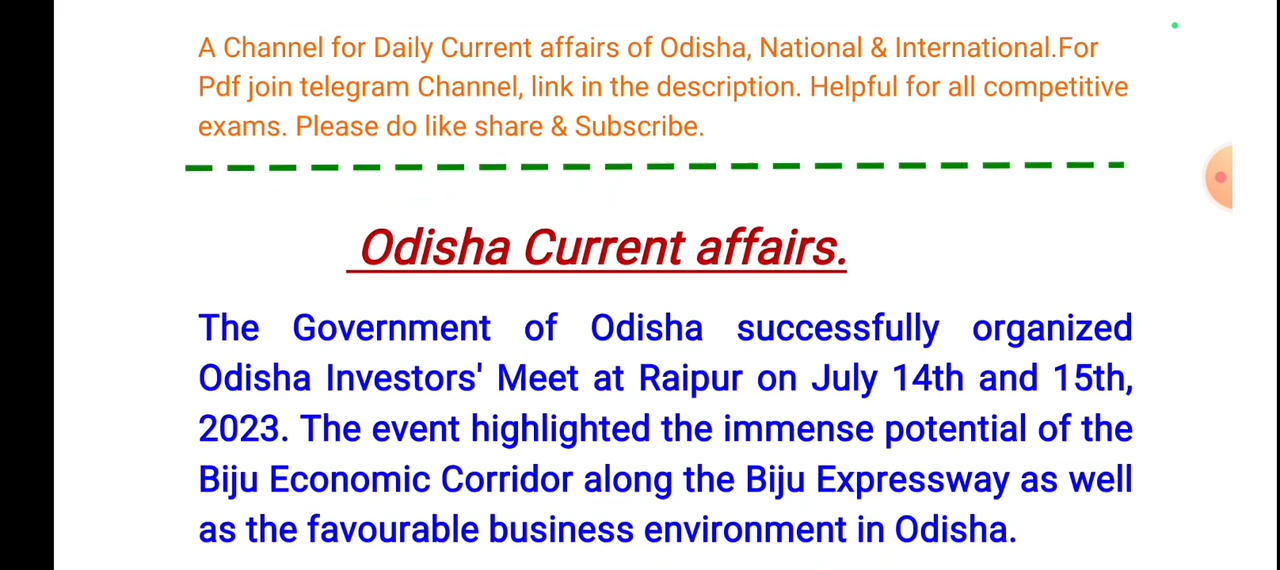 A Channel for Daily Current affairs of Odisha, National & International.For
Pdf join telegram Channel, link in the description. Helpful for all competitive
exams. Please do like share & Subscribe.
Odisha Current affairs.
The Government of Odisha successfully organized
Odisha Investors' Meet at Raipur on July 14th and 15th,
2023. The event highlighted the immense potential of the
Biju Economic Corridor along the Biju Expressway as well
as the favourable business environment in Odisha.